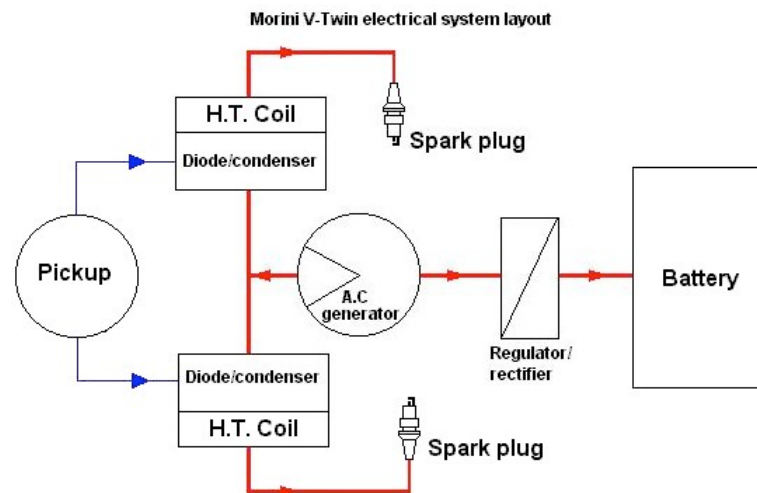 Morini V-Twin electrical system layout
H.T. Coil
Diode/condenser
Spark plug
Pickup
A.C
generator
Regulator/
rectifier
Battery
Diode/condenser
H.T. Coil
Spark plug